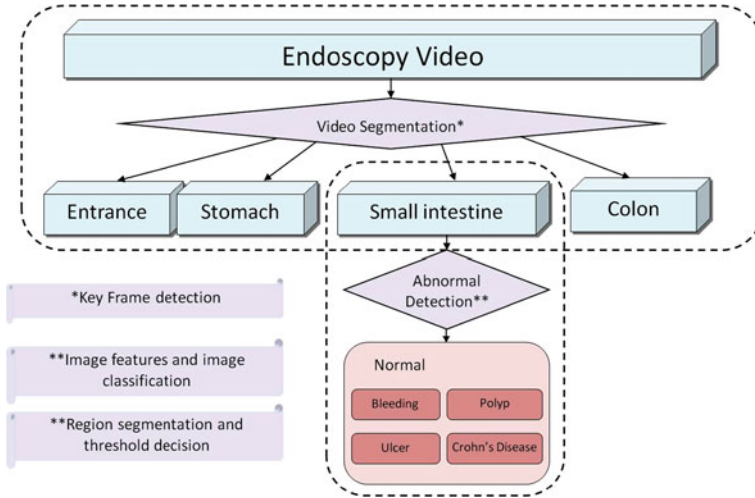 Endoscopy Video
Video Segmentation*
Entrance
Stomach
Small intestine
Colon
Abnormal
Detection**
*Key Frame detection
**Image features and image
classification
**Region segmentation and
threshold decision
Normal
Bleeding
Polyp
Ulcer
Crohn's Disease